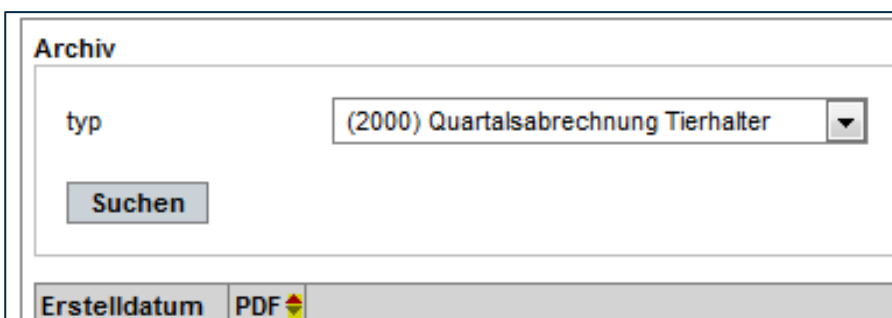 Archiv
typ (2000) Quartalsabrechnung Tierhalter
Suchen
Erstelldatum PDF